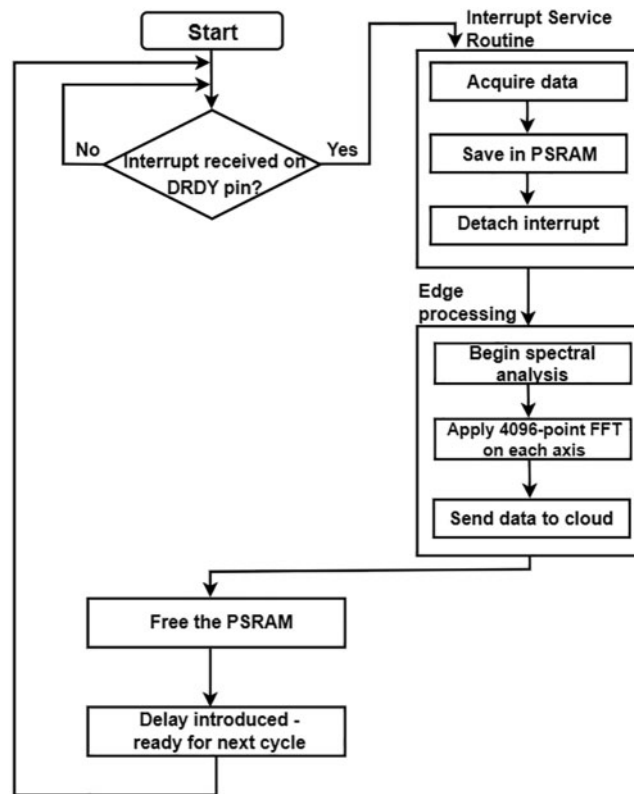 Start
Interrupt received on
DRDY pin?
No
Yes
Interrupt Service
Routine
Acquire data
Save in PSRAM
Detach interrupt
Edge
processing
Begin spectral
analysis
Apply 4096-point FFT
on each axis
Send data to cloud
Free the PSRAM
Delay introduced -
ready for next cycle